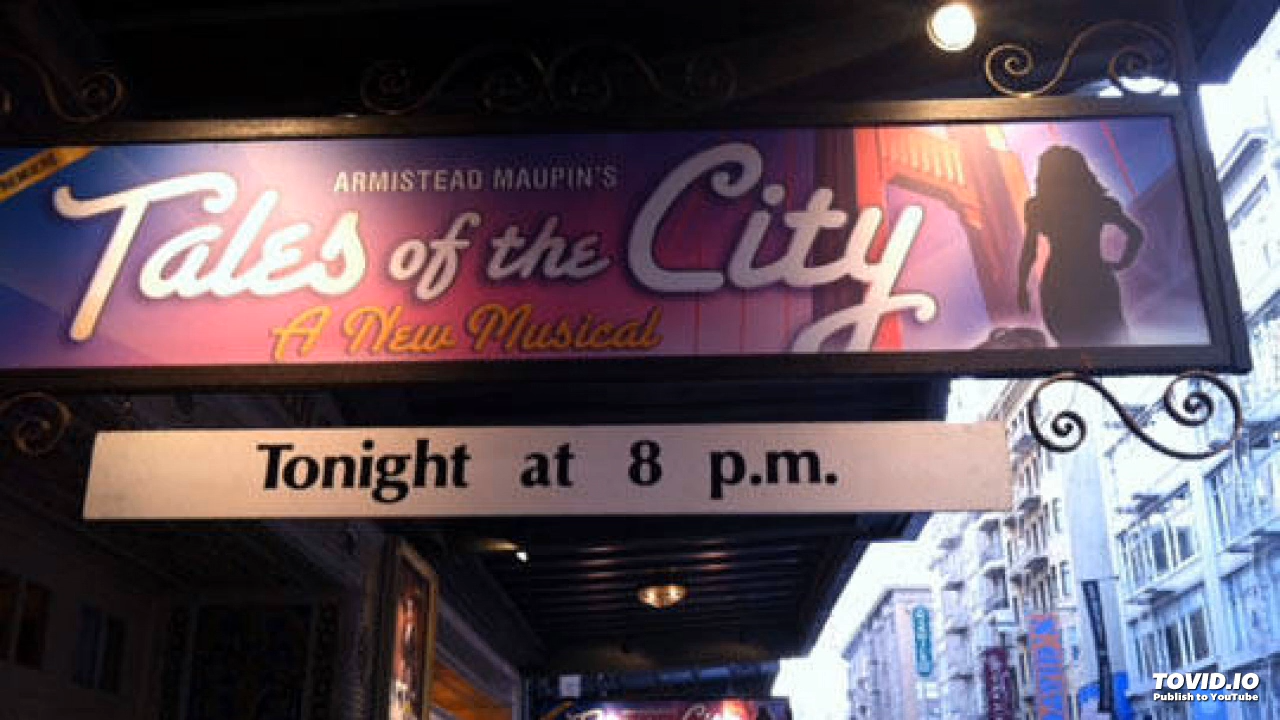 ARMISTEAD MAUPIN'S
Tales of the City
A New Musical
Tonight at 8 p.m.
TOVID.IO
Publish to YouTube